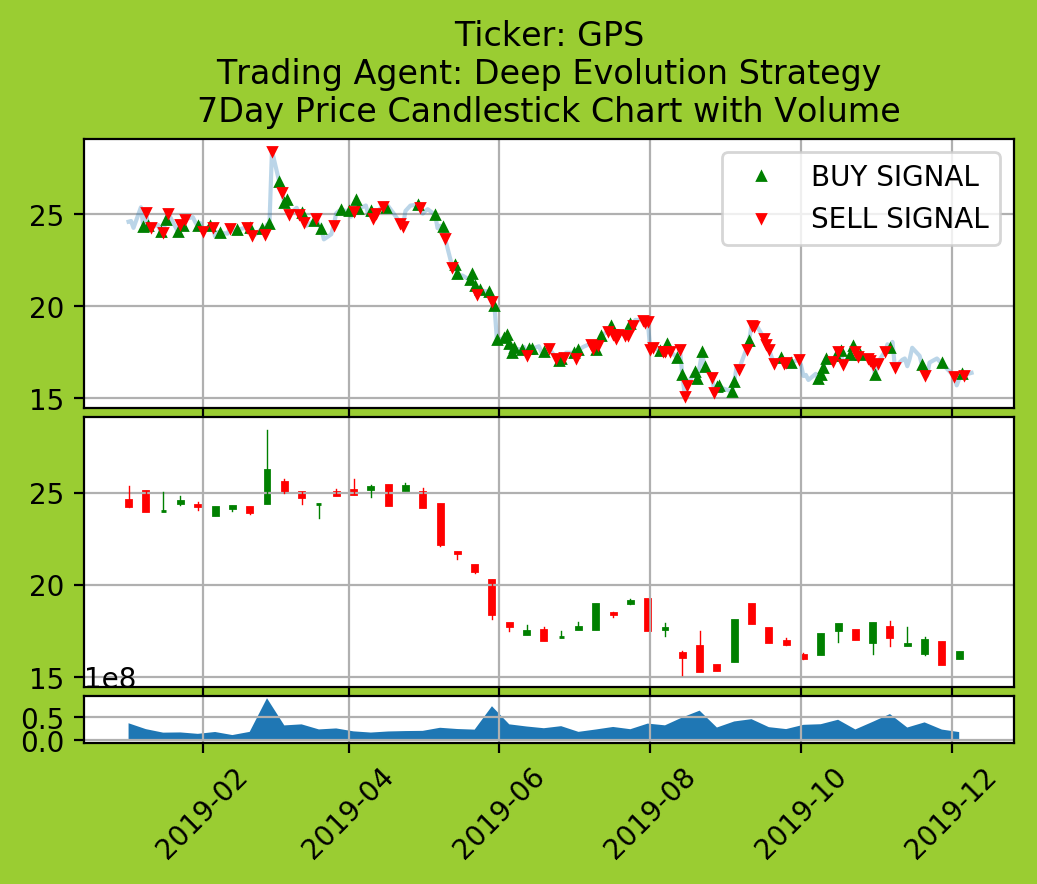 Ticker: GPS
Trading Agent: Deep Evolution Strategy
7Day Price Candlestick Chart with Volume
BUY SIGNAL
SELL SIGNAL
25
20
15
25
20
15
1e8
0.5
0.0
2019-02
2019-04
2019-06
2019-08
2019-10
2019-12